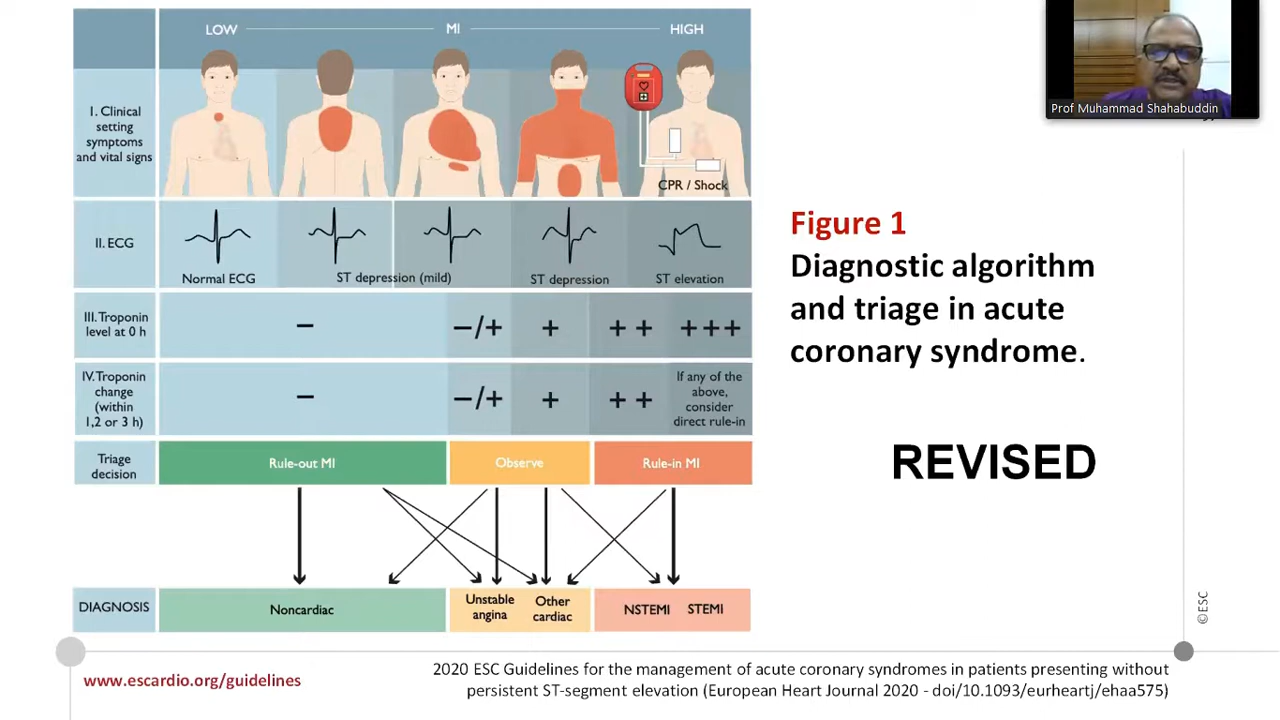 LOW MI HIGH
Prof Muhammad Shahabuddin
I. Clinical
setting
symptoms
and vital signs
CPR / Shock
II. ECG
Normal ECG
ST depression (mild)
ST depression
ST elevation
III. Troponin
level at 0 h
– –/+ + + + + + +
IV. Troponin
change
(within
1,2 or 3 h)
– –/+ + + +
If any of the
above,
consider
direct rule-in
Triage
decision
Rule-out MI
Observe
Rule-in MI
DIAGNOSIS
Noncardiac
Unstable
angina
Other
cardiac
NSTEMI STEMI
Figure 1
Diagnostic algorithm
and triage in acute
coronary syndrome.
REVISED
©ESC
www.escardio.org/guidelines
2020 ESC Guidelines for the management of acute coronary syndromes in patients presenting without
persistent ST-segment elevation (European Heart Journal 2020 - doi/10.1093/eurheartj/ehaa575)